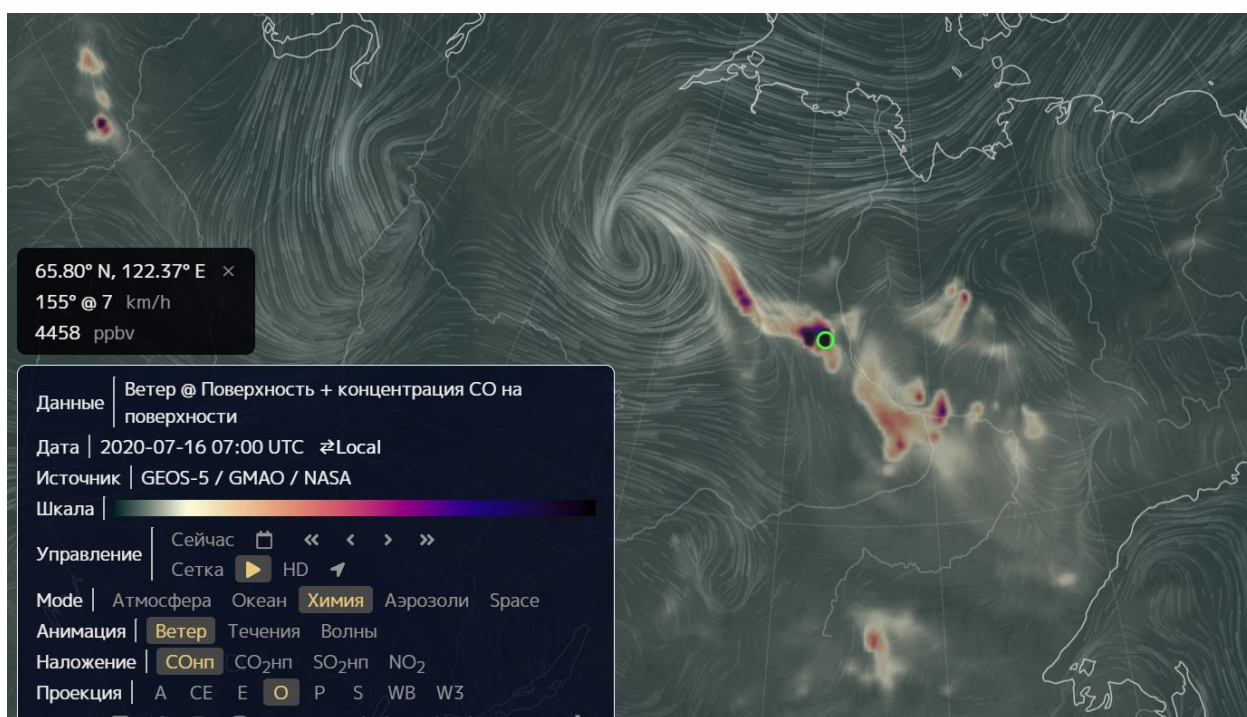 65.80° N, 122.37° E ×
155° @ 7 km/h
4458 ppbv
Данные | Ветер @ Поверхность + концентрация CO на
поверхности
Дата | 2020-07-16 07:00 UTC ⇄Local
Источник | GEOS-5 / GMAO / NASA
Шкала
Управление | Сейчас « ‹ › »
Сетка HD
Mode | Атмосфера Океан Химия Аэрозоли Space
Анимация | Ветер Течения Волны
Наложение | COнп CO₂нп SO₂нп NO₂
Проекция | A CE E O P S WB W3